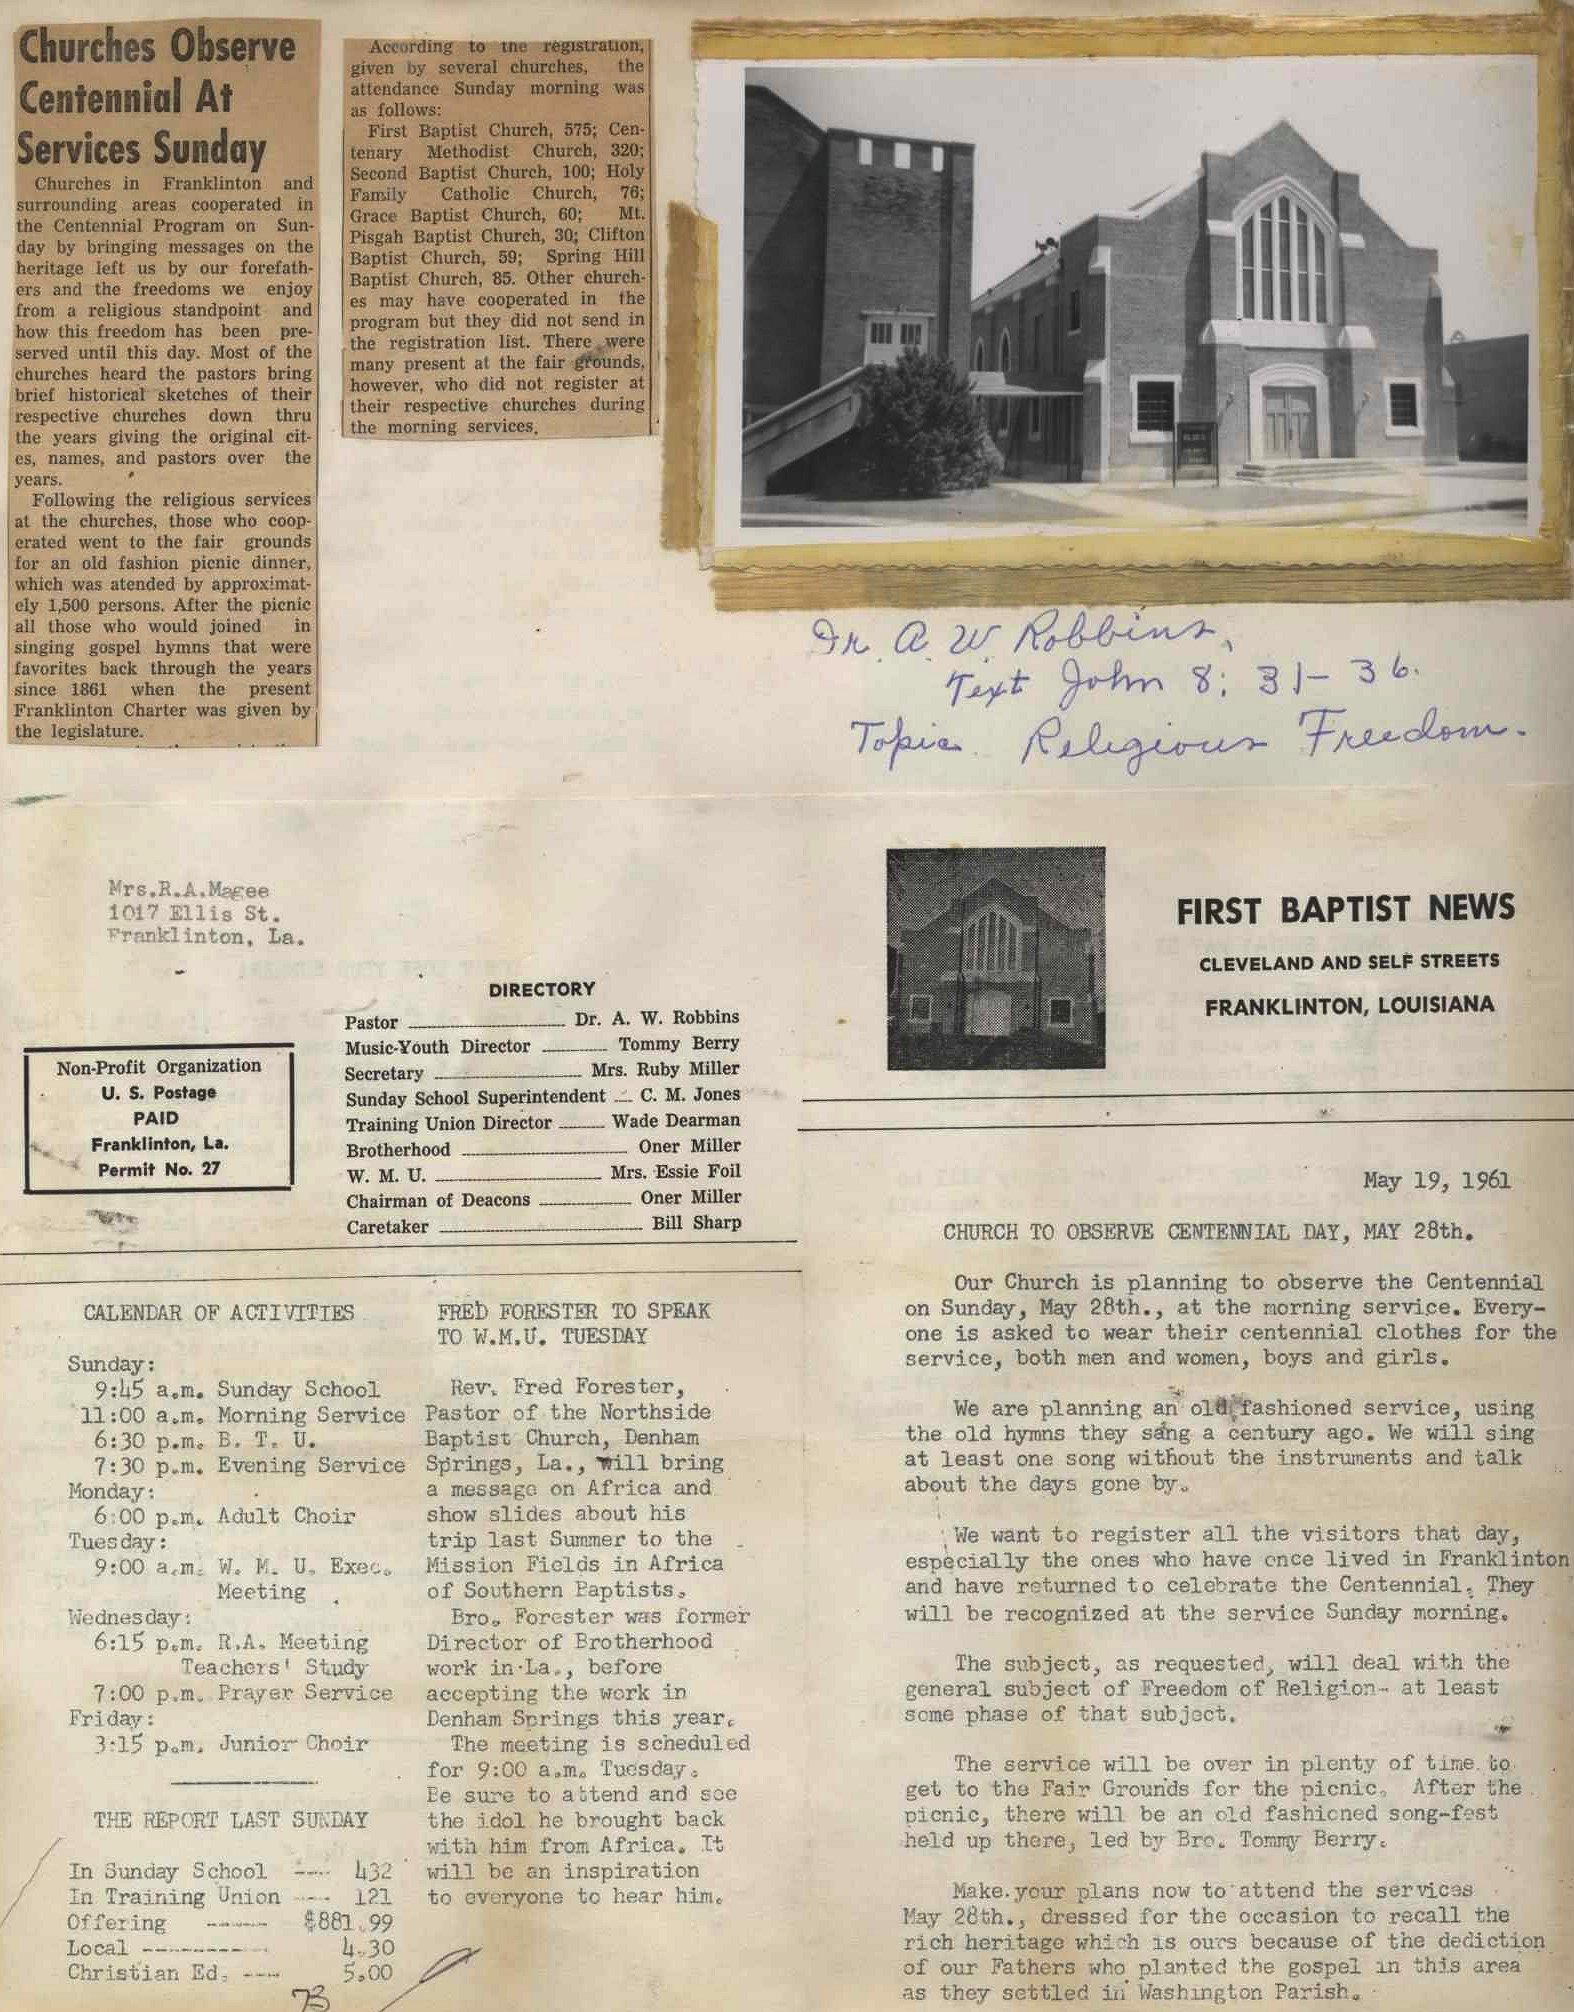 Churches Observe
Centennial At
Services Sunday
Churches in Franklinton and
surrounding areas cooperated in
the Centennial Program on Sun-
day by bringing messages on the
heritage left us by our forefath-
ers and the freedoms we enjoy
from a religious standpoint and
how this freedom has been pre-
served until this day. Most of the
churches heard the pastors bring
brief historical sketches of their
respective churches down thru
the years giving the original cit-
es, names, and pastors over the
years.
Following the religious services
at the churches, those who coop-
erated went to the fair grounds
for an old fashion picnic dinner,
which was atended by approximat-
ely 1,500 persons. After the picnic
all those who would joined in
singing gospel hymns that were
favorites back through the years
since 1861 when the present
Franklinton Charter was given by
the legislature.
According to the registration,
given by several churches, the
attendance Sunday morning was
as follows:
First Baptist Church, 575; Cen-
tenary Methodist Church, 320;
Second Baptist Church, 100; Holy
Family Catholic Church, 76;
Grace Baptist Church, 60; Mt.
Pisgah Baptist Church, 30; Clifton
Baptist Church, 59; Spring Hill
Baptist Church, 85. Other church-
es may have cooperated in the
program but they did not send in
the registration list. There were
many present at the fair grounds,
however, who did not register at
their respective churches during
the morning services.
Dr. A. W. Robbins,
Text John 8: 31-36.
Topic. Religious Freedom.
Mrs.R.A.Magee
1017 Ellis St.
Franklinton, La.
Non-Profit Organization
U. S. Postage
PAID
Franklinton, La.
Permit No. 27
DIRECTORY
Pastor Dr. A. W. Robbins
Music-Youth Director Tommy Berry
Secretary Mrs. Ruby Miller
Sunday School Superintendent C. M. Jones
Training Union Director Wade Dearman
Brotherhood Oner Miller
W. M. U. Mrs. Essie Foil
Chairman of Deacons Oner Miller
Caretaker Bill Sharp
CALENDAR OF ACTIVITIES
Sunday:
9:45 a.m. Sunday School
11:00 a.m. Morning Service
6:30 p.m. B. T. U.
7:30 p.m. Evening Service
Monday:
6:00 p.m. Adult Choir
Tuesday:
9:00 a.m. W. M. U. Exec.
Meeting
Wednesday:
6:15 p.m. R.A. Meeting
Teachers' Study
7:00 p.m. Prayer Service
Friday:
3:15 p.m. Junior Choir
THE REPORT LAST SUNDAY
In Sunday School ---- 432
In Training Union ---- 121
Offering ------ $881.99
Local ---------- 4.30
Christian Ed. ---- 5.00
73
FRED FORESTER TO SPEAK
TO W.M.U. TUESDAY
Rev. Fred Forester,
Pastor of the Northside
Baptist Church, Denham
Springs, La., will bring
a message on Africa and
show slides about his
trip last Summer to the
Mission Fields in Africa
of Southern Baptists.
Bro. Forester was former
Director of Brotherhood
work in La., before
accepting the work in
Denham Springs this year.
The meeting is scheduled
for 9:00 a.m. Tuesday.
Be sure to attend and see
the idol he brought back
with him from Africa. It
will be an inspiration
to everyone to hear him.
FIRST BAPTIST NEWS
CLEVELAND AND SELF STREETS
FRANKLINTON, LOUISIANA
May 19, 1961
CHURCH TO OBSERVE CENTENNIAL DAY, MAY 28th.
Our Church is planning to observe the Centennial
on Sunday, May 28th., at the morning service. Every-
one is asked to wear their centennial clothes for the
service, both men and women, boys and girls.
We are planning an old fashioned service, using
the old hymns they sang a century ago. We will sing
at least one song without the instruments and talk
about the days gone by.
We want to register all the visitors that day,
especially the ones who have once lived in Franklinton
and have returned to celebrate the Centennial. They
will be recognized at the service Sunday morning.
The subject, as requested, will deal with the
general subject of Freedom of Religion- at least
some phase of that subject.
The service will be over in plenty of time to
get to the Fair Grounds for the picnic. After the
picnic, there will be an old fashioned song-fest
held up there, led by Bro. Tommy Berry.
Make your plans now to attend the services
May 28th., dressed for the occasion to recall the
rich heritage which is ours because of the dediction
of our Fathers who planted the gospel in this area
as they settled in Washington Parish.